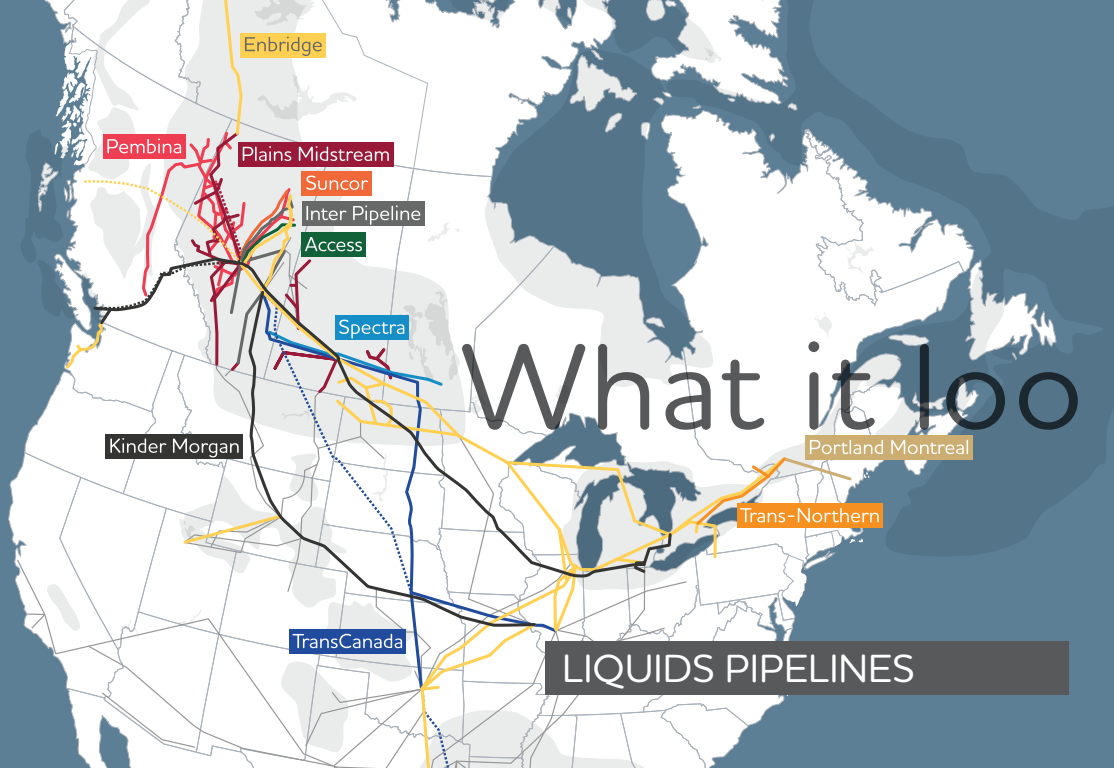 Enbridge
Pembina
Plains Midstream
Suncor
Inter Pipeline
Access
Spectra
What it loo
Kinder Morgan
Portland Montreal
Trans-Northern
TransCanada
LIQUIDS PIPELINES